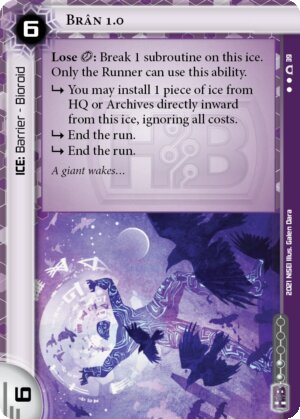 6
BRÂN 1.0
Lose [click]: Break 1 subroutine on this ice.
Only the Runner can use this ability.
↳ You may install 1 piece of ice from
HQ or Archives directly inward
from this ice, ignoring all costs.
↳ End the run.
↳ End the run.
A giant wakes...
ICE: Barrier - Bioroid
39
2021 NISEI Illus. Galen Dara
6
HB